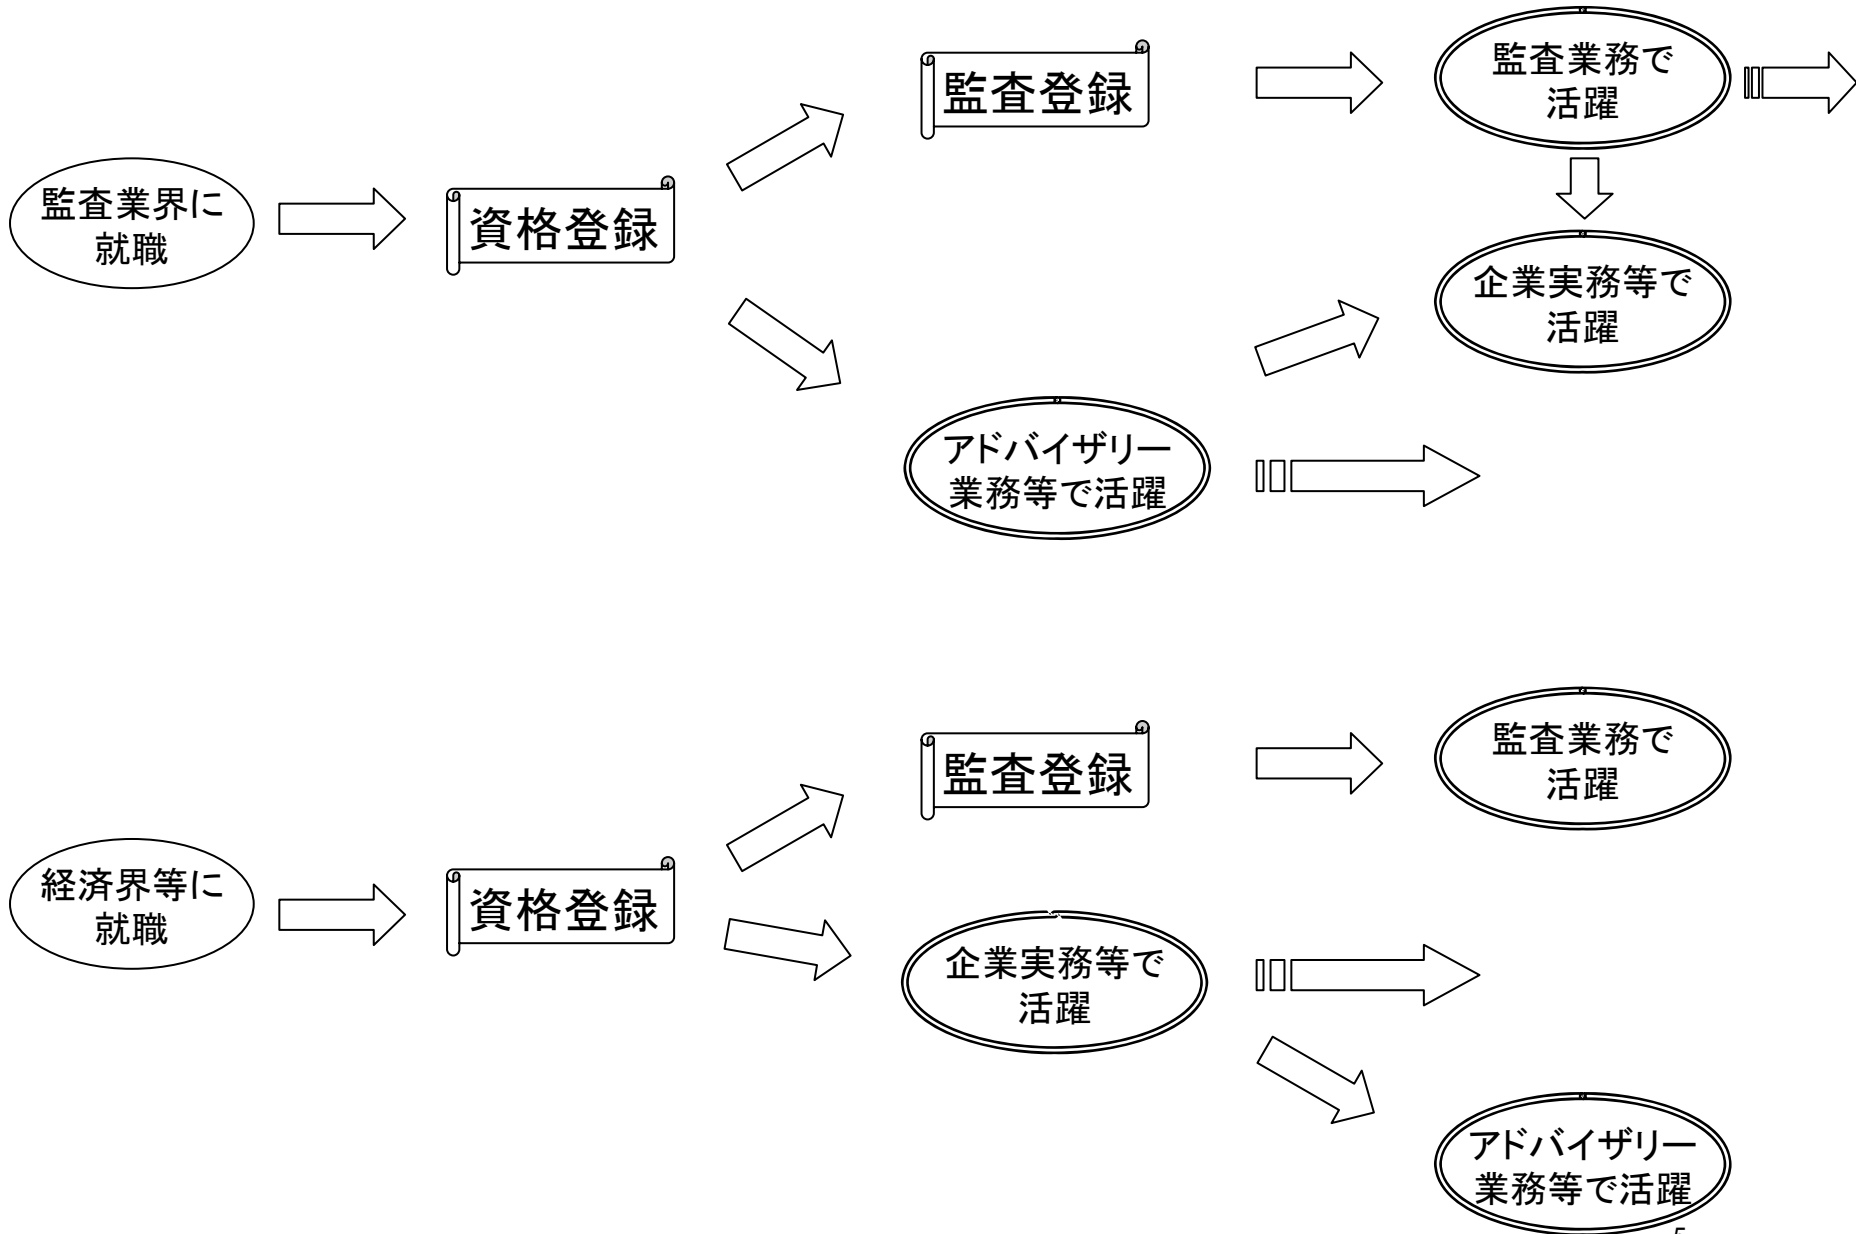 監査業界に
就職
資格登録
監査登録
監査業務で
活躍
企業実務等で
活躍
アドバイザリー
業務等で活躍
経済界等に
就職
資格登録
監査登録
監査業務で
活躍
企業実務等で
活躍
アドバイザリー
業務等で活躍